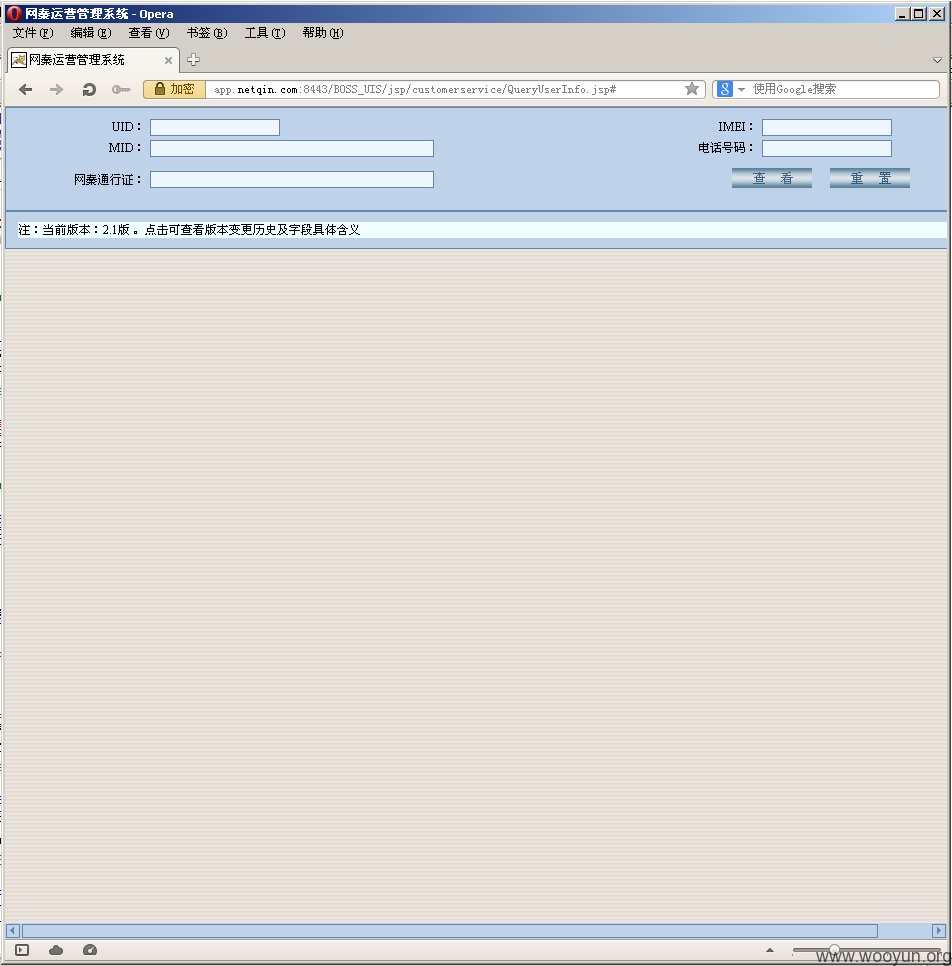 网秦运营管理系统 - Opera
文件(F) 编辑(E) 查看(V) 书签(B) 工具(T) 帮助(H)
网秦运营管理系统
加密 app.netqin.com:8443/BOSS_UIS/jsp/customerservice/QueryUserInfo.jsp# 使用Google搜索
UID： IMEI：
MID： 电话号码：
网秦通行证： 查 看 重 置
注：当前版本：2.1版 。点击可查看版本变更历史及字段具体含义
www.wooyun.org